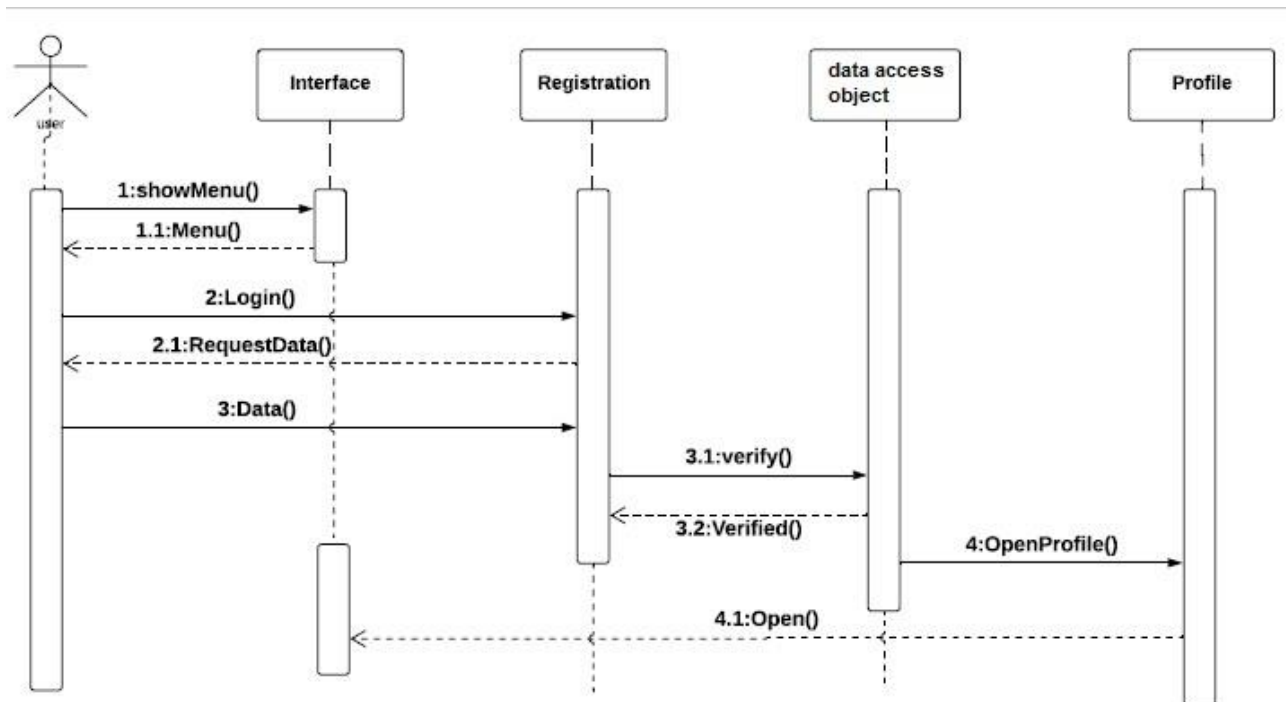 Interface
Registration
data access
object
Profile
user
1:showMenu()
1.1:Menu()
2:Login()
2.1:RequestData()
3:Data()
3.1:verify()
3.2:Verified()
4:OpenProfile()
4.1:Open()